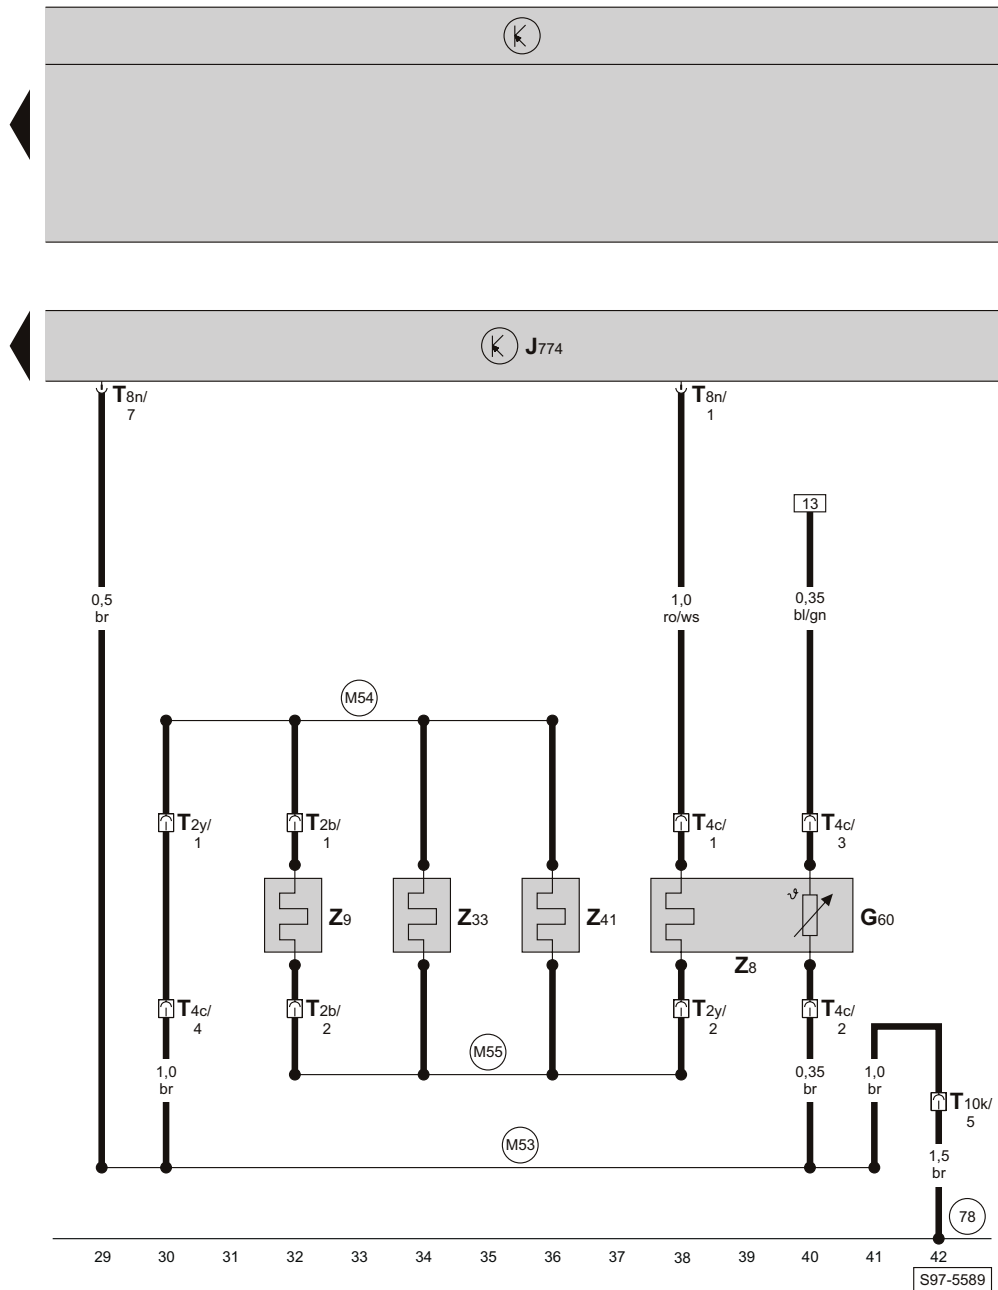 J774
T8n/
7
T8n/
1
13
0,5
br
1,0
ro/ws
0,35
bl/gn
M54
T2y/
1
T2b/
1
T4c/
1
T4c/
3
ϑ
Z9
Z33
Z41
G60
Z8
T4c/
4
T2b/
2
T2y/
2
T4c/
2
M55
1,0
br
0,35
br
1,0
br
T10k/
5
M53
1,5
br
78
29 30 31 32 33 34 35 36 37 38 39 40 41 42
S97-5589